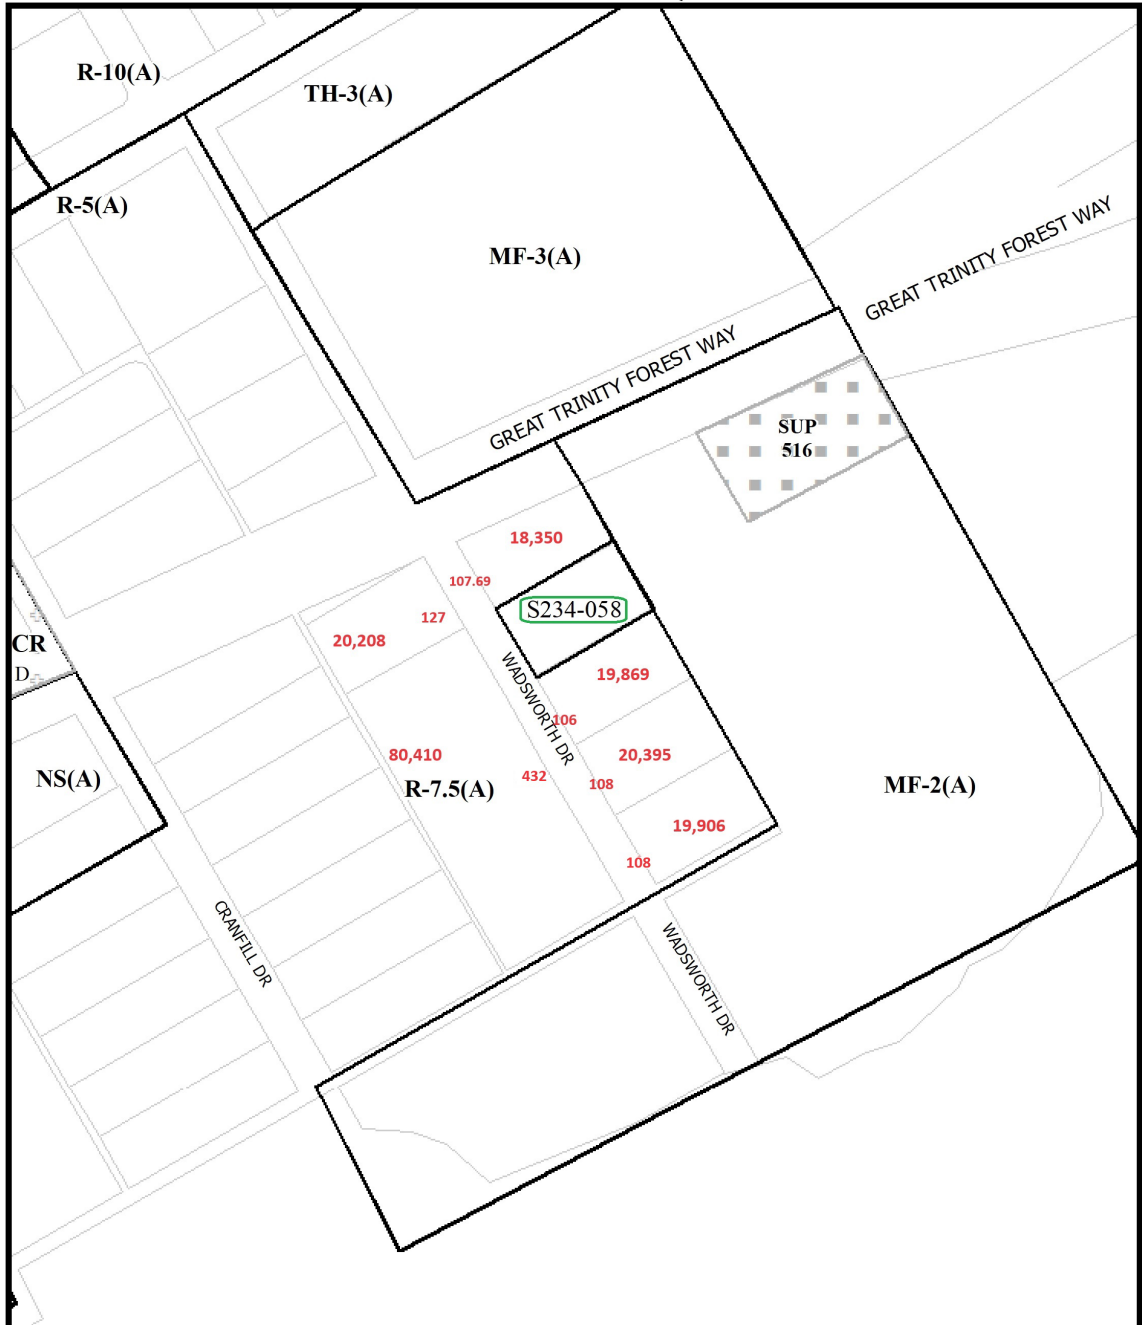 R-10(A)
TH-3(A)
R-5(A)
MF-3(A)
GREAT TRINITY FOREST WAY
GREAT TRINITY FOREST WAY
SUP
516
18,350
107.69
S234-058
127
20,208
CR
D
19,869
WADSWORTH DR
106
80,410
20,395
NS(A)
R-7.5(A)
432
108
MF-2(A)
19,906
108
CRANFILL DR
WADSWORTH DR